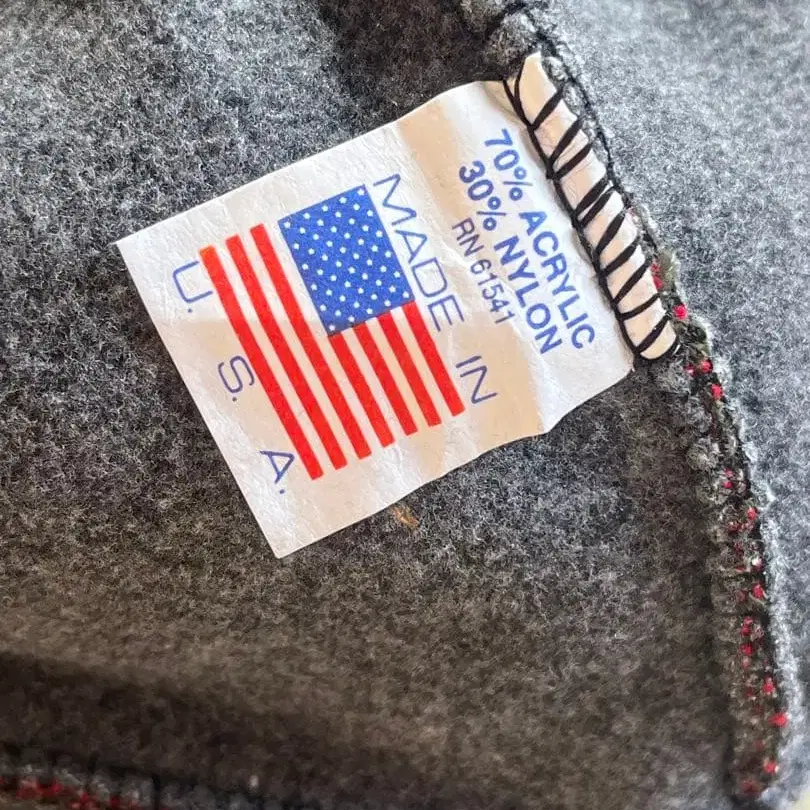 70% ACRYLIC
30% NYLON
RN 61541
MADE IN
U. S. A.